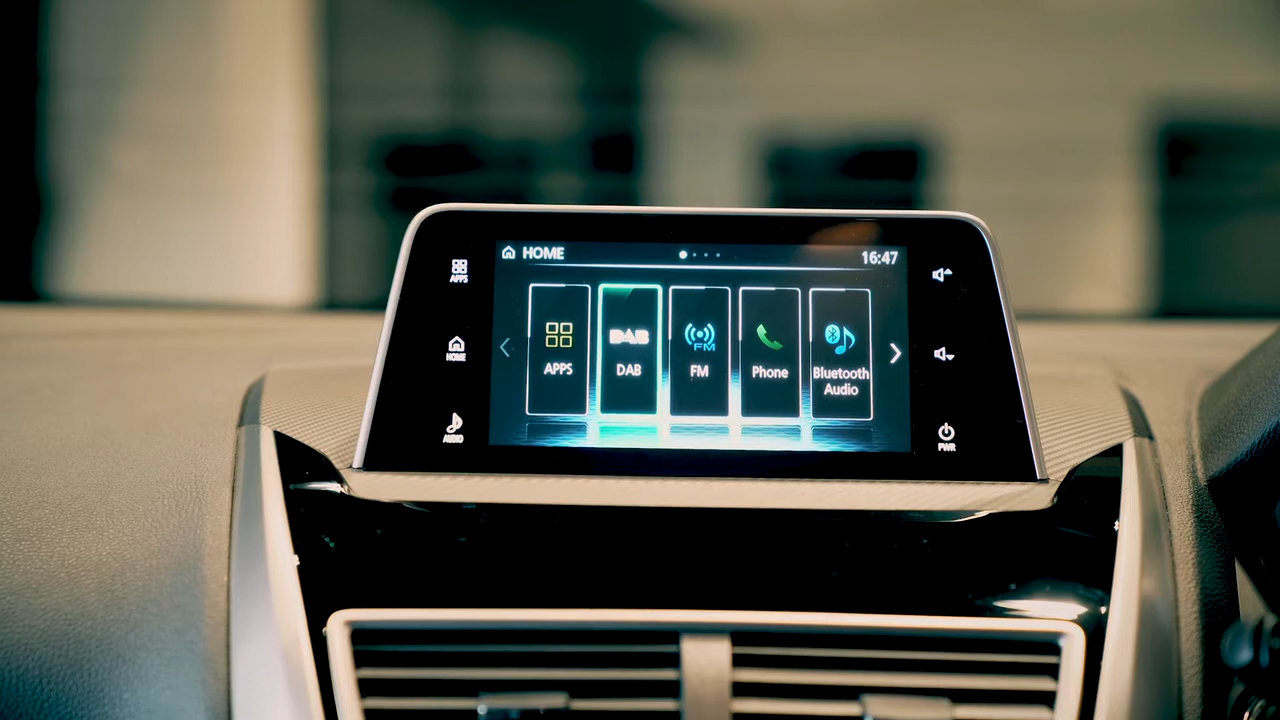 HOME
16:47
APPS
HOME
AUDIO
APPS
DAB
DAB
FM
FM
Phone
Bluetooth
Audio
PWR